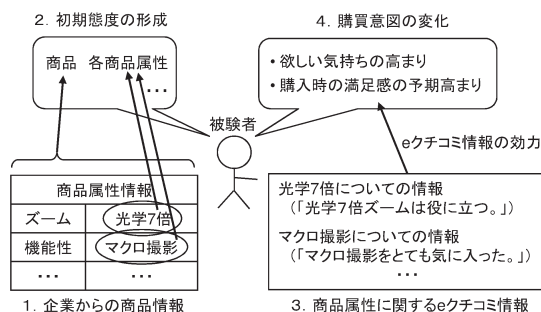 2．初期態度の形成
商品　各商品属性
・・・
4．購買意図の変化
・欲しい気持ちの高まり
・購入時の満足感の予期高まり
被験者
eクチコミ情報の効力
商品属性情報
ズーム　光学7倍
機能性　マクロ撮影
・・・　・・・
1．企業からの商品情報
光学7倍についての情報
（「光学7倍ズームは役に立つ。」）
マクロ撮影についての情報
（「マクロ撮影をとても気に入った。」）
・・・
3．商品属性に関するeクチコミ情報